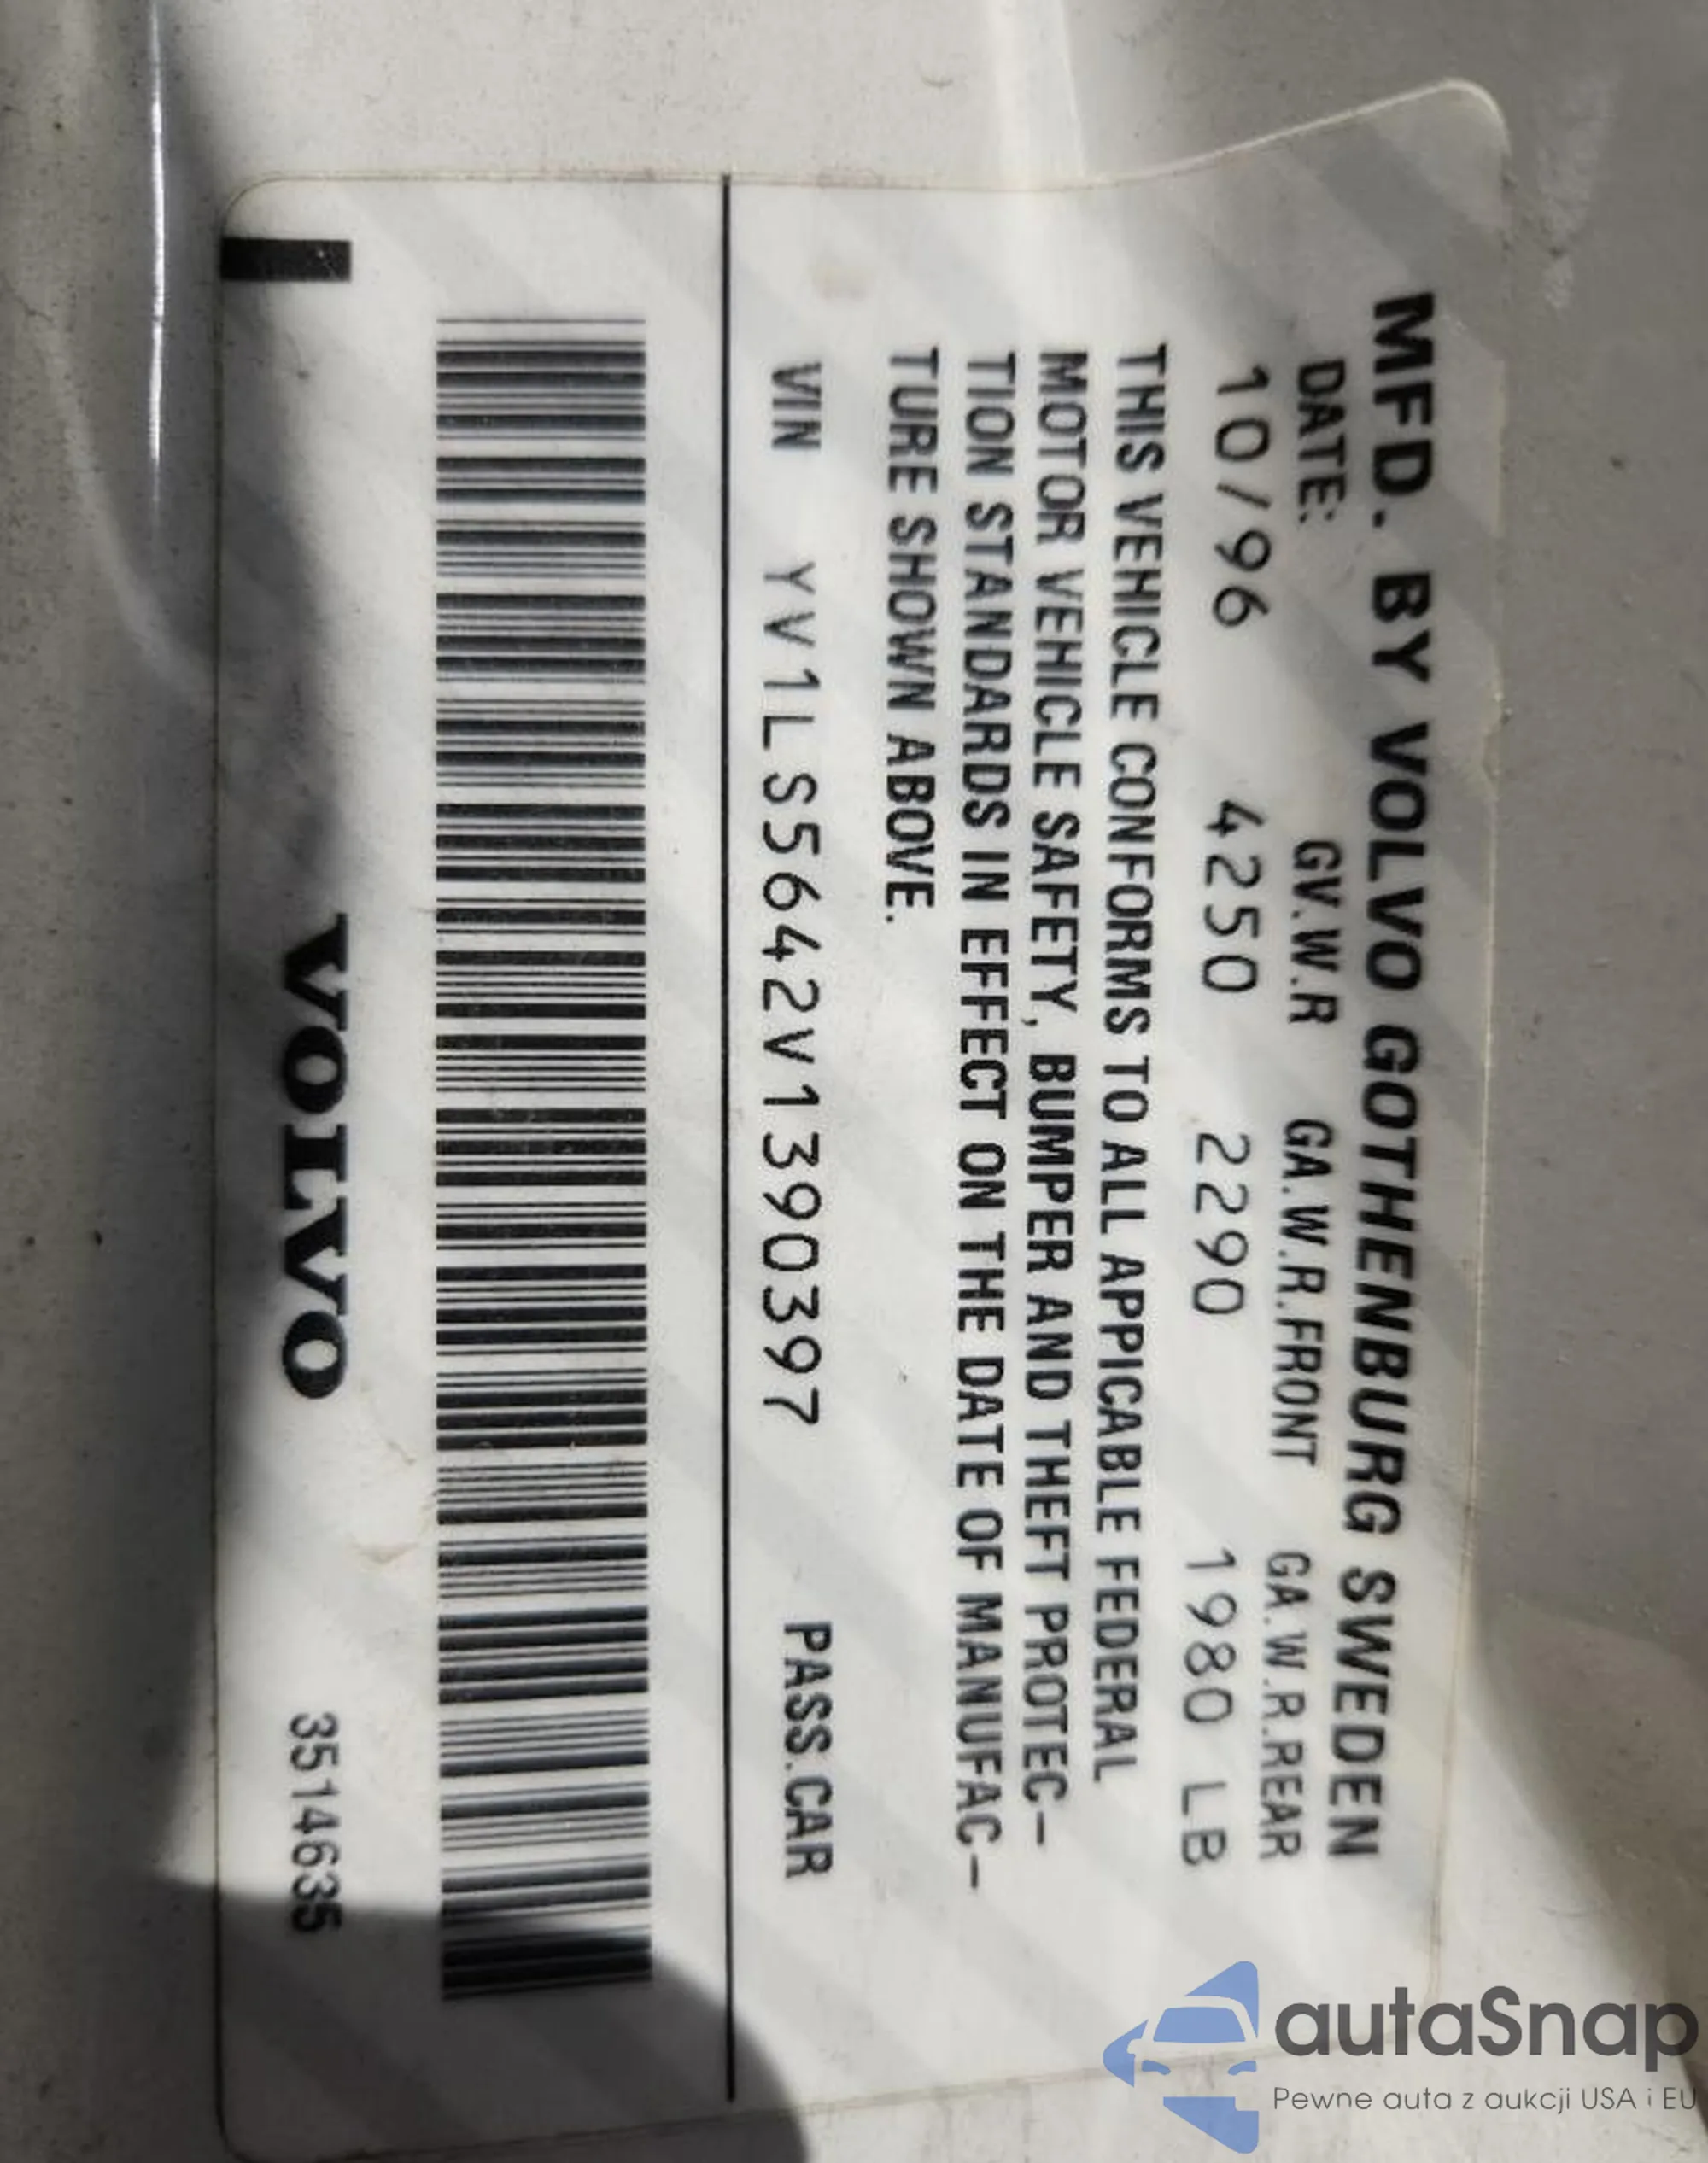 MFD. BY VOLVO GOTHENBURG SWEDEN
DATE: GV.W.R GA.W.R.FRONT GA.W.R.REAR
10/96 4250 2290 1980 LB
THIS VEHICLE CONFORMS TO ALL APPICABLE FEDERAL
MOTOR VEHICLE SAFETY, BUMPER AND THEFT PROTEC-
TION STANDARDS IN EFFECT ON THE DATE OF MANUFAC-
TURE SHOWN ABOVE.
VIN YV1LS5642V1390397 PASS.CAR
VOLVO 3514635
autaSnap
Pewne auta z aukcji USA i EU